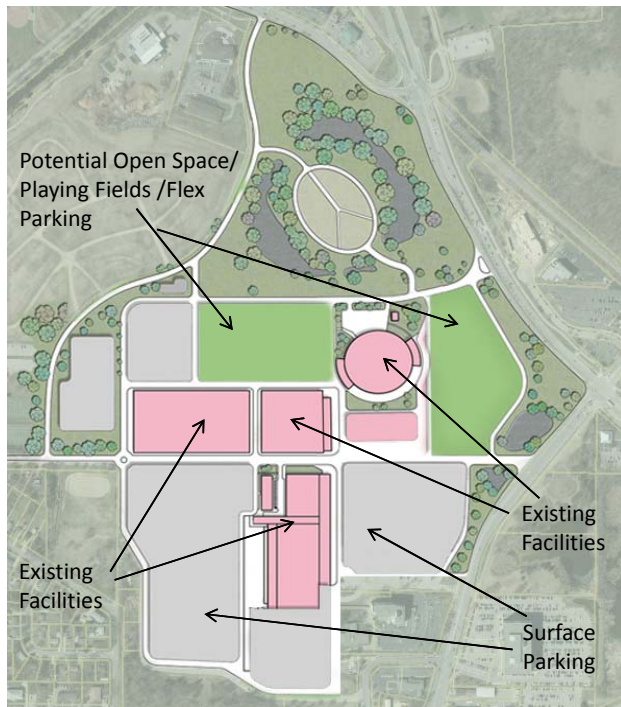 Potential Open Space/
Playing Fields /Flex
Parking
Existing
Facilities
Existing
Facilities
Surface
Parking